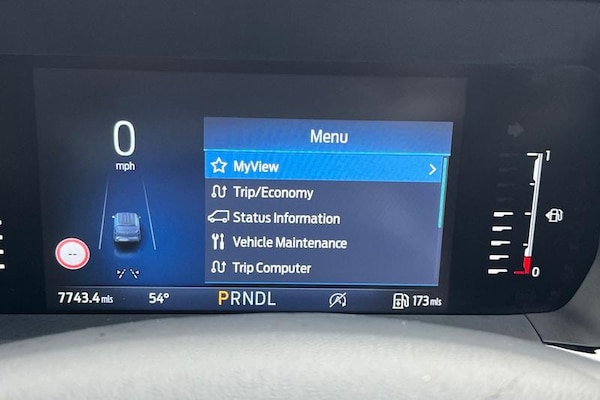 0
mph
Menu
MyView
Trip/Economy
Status Information
Vehicle Maintenance
Trip Computer
--
7743.4 mls
54°
PRNDL
173 mls
1
0